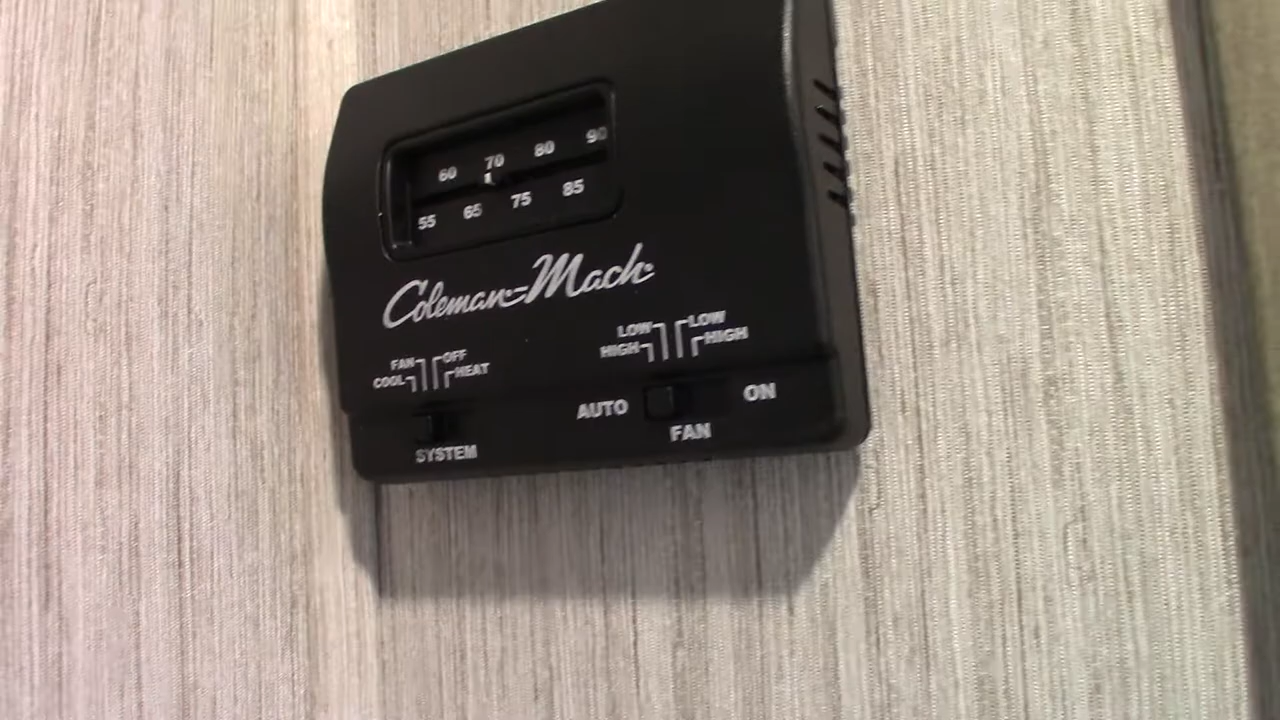 60 70 80 90
55 65 75 85
Coleman-Mach
FAN OFF
COOL HEAT
SYSTEM
LOW LOW
HIGH HIGH
AUTO ON
FAN